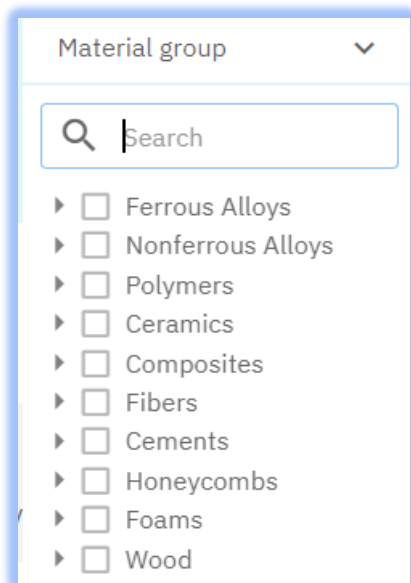 Material group
Search
Ferrous Alloys
Nonferrous Alloys
Polymers
Ceramics
Composites
Fibers
Cements
Honeycombs
Foams
Wood